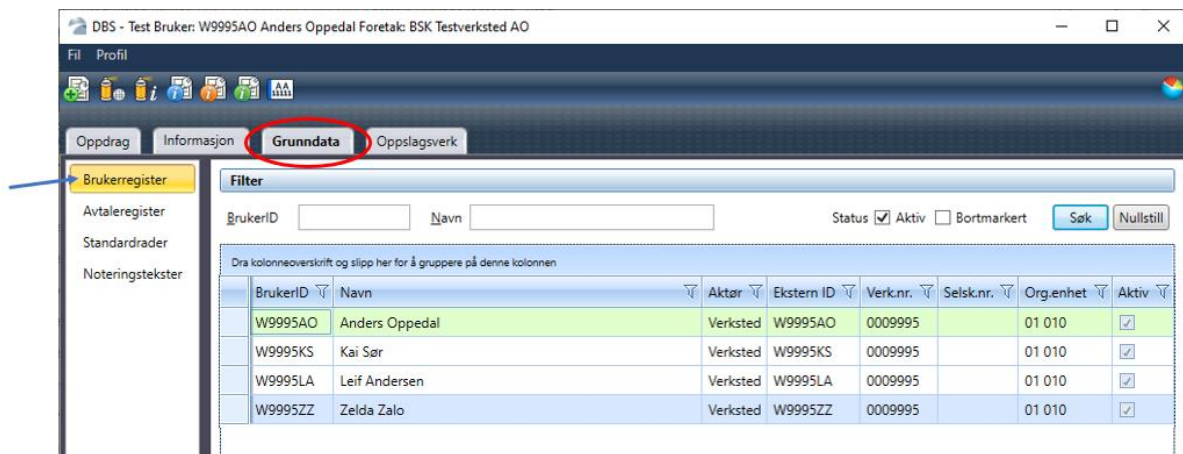 DBS - Test Bruker: W9995AO Anders Oppedal Foretak: BSK Testverksted AO
Fil Profil
Oppdrag Informasjon Grunndata Oppslagsverk
Brukerregister
Avtaleregister
Standardrader
Noteringstekster
Filter
BrukerID Navn Status Aktiv Bortmarkert Søk Nullstill
Dra kolonneoverskrift og slipp her for å gruppere på denne kolonnen
BrukerID Navn Aktør Ekstern ID Verk.nr. Selsk.nr. Org.enhet Aktiv
W9995AO Anders Oppedal Verksted W9995AO 0009995 01 010
W9995KS Kai Sør Verksted W9995KS 0009995 01 010
W9995LA Leif Andersen Verksted W9995LA 0009995 01 010
W9995ZZ Zelda Zalo Verksted W9995ZZ 0009995 01 010